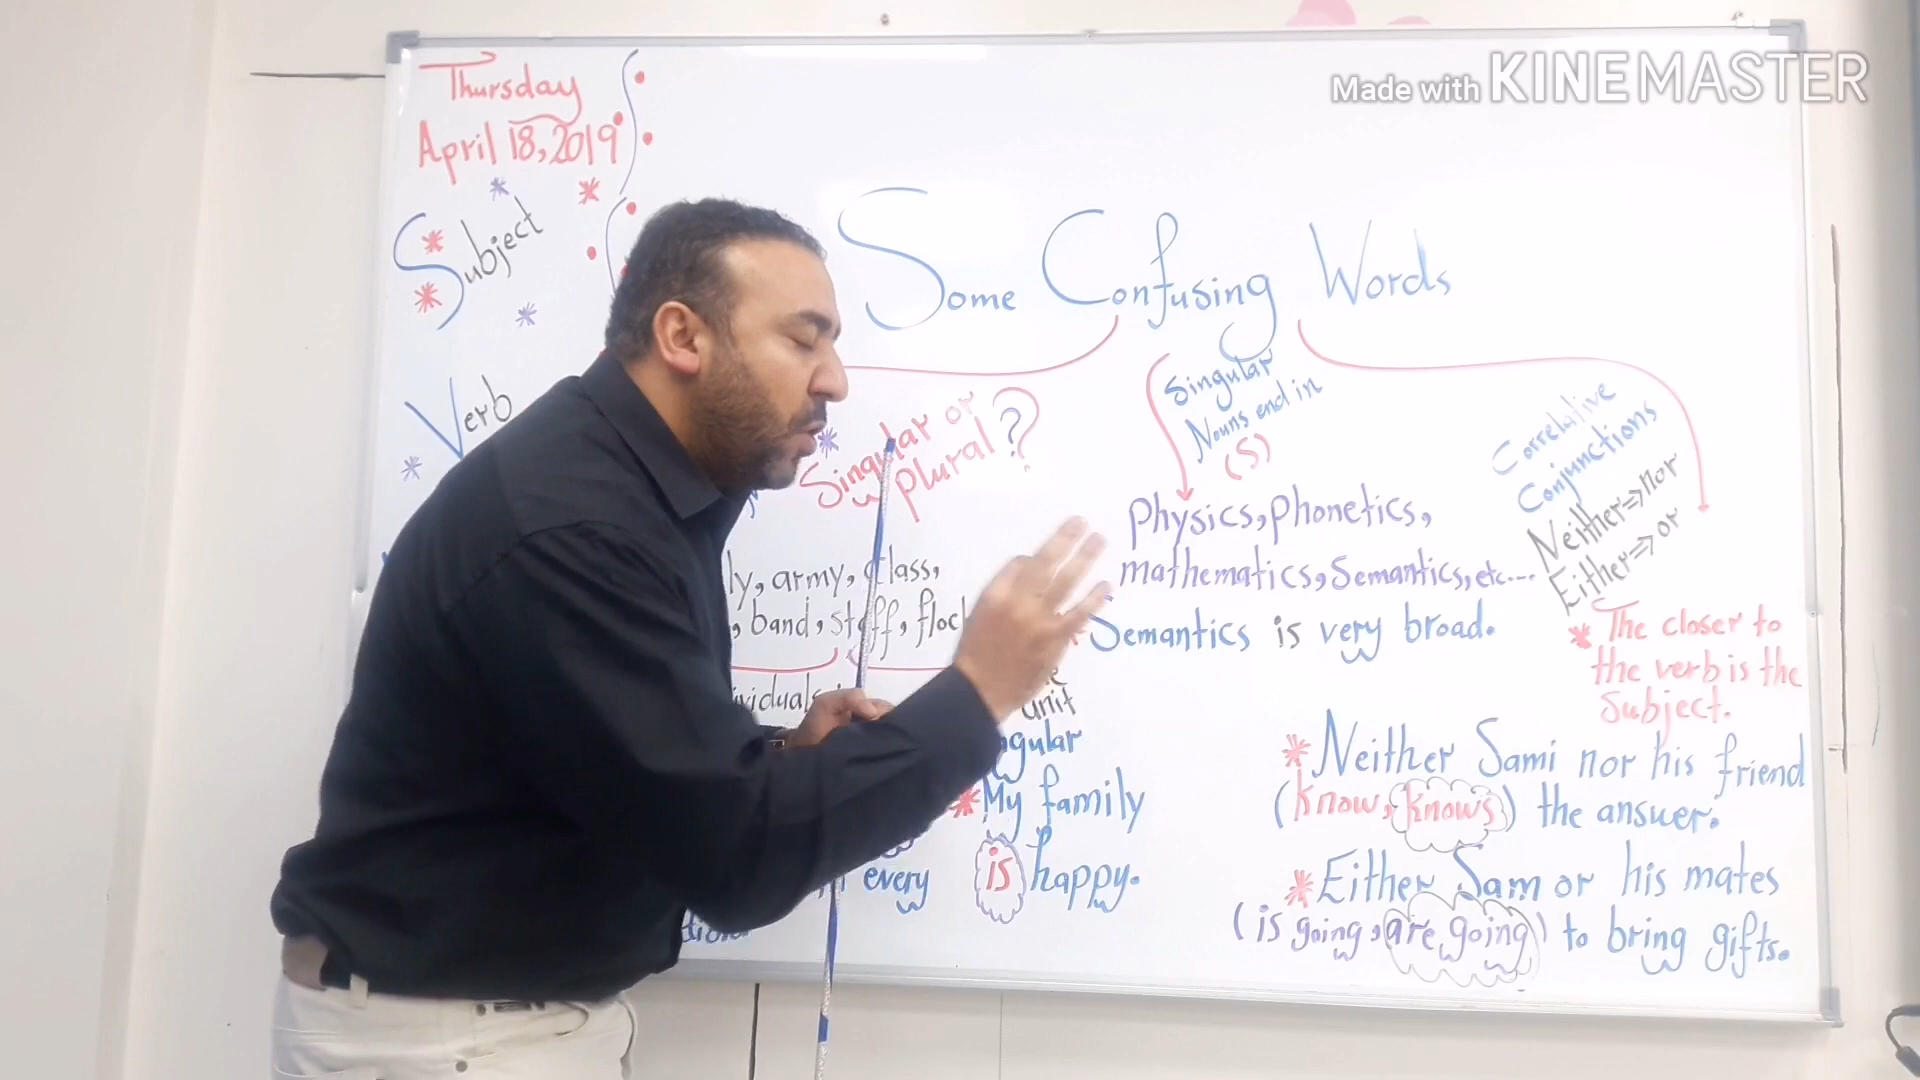 Made with KINEMASTER
Thursday
April 18, 2019
Subject
Verb
Some Confusing Words
Singular or
plural?
army, class,
band, staff, flock
unit
My family
is happy.
every
Singular
Nouns end in
(S)
Physics, Phonetics,
mathematics, Semantics, etc....
Semantics is very broad.
Correlative
Conjunctions
Neither => nor
Either => or
* The closer to
the verb is the
Subject.
* Neither Sami nor his friend
(know, knows) the answer.
* Either Sam or his mates
(is going, are going) to bring gifts.